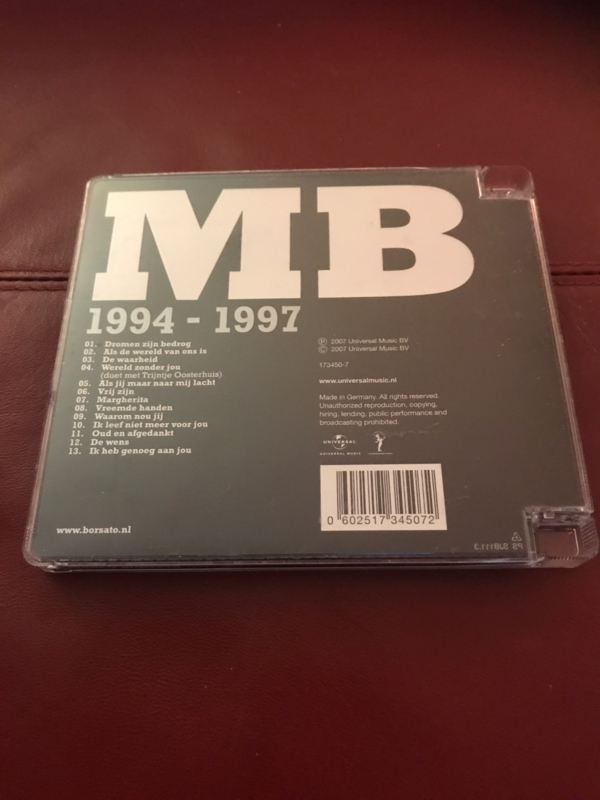 MB
1994 - 1997
01. Dromen zijn bedrog
02. Als de wereld van ons is
03. De waarheid
04. Wereld zonder jou
(duet met Trijntje Oosterhuis)
05. Als jij maar naar mij lacht
06. Vrij zijn
07. Margherita
08. Vreemde handen
09. Waarom nou jij
10. Ik leef niet meer voor jou
11. Oud en afgedankt
12. De wens
13. Ik heb genoeg aan jou
www.borsato.nl
℗ 2007 Universal Music BV
© 2007 Universal Music BV
173450-7
www.universalmusic.nl
Made in Germany. All rights reserved.
Unauthorized reproduction, copying,
hiring, lending, public performance and
broadcasting prohibited.
UNIVERSAL
UNIVERSAL MUSIC
0 602517 345072